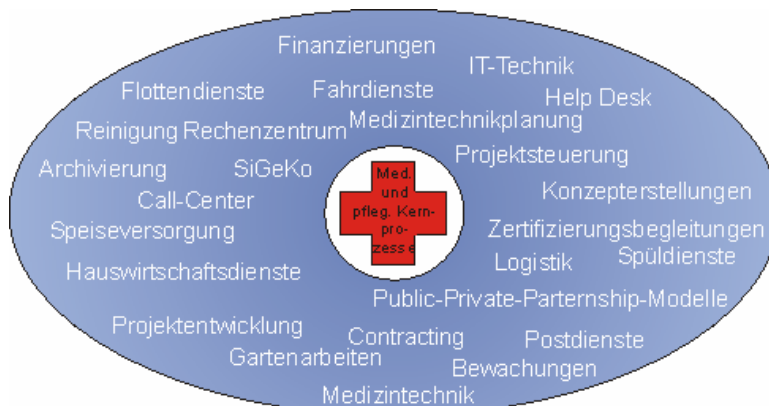 Finanzierungen
IT-Technik
Flottendienste
Fahrdienste
Help Desk
Medizintechnikplanung
Reinigung Rechenzentrum
Projektsteuerung
Archivierung
SiGeKo
Konzepterstellungen
Call-Center
Speiseversorgung
Zertifizierungsbegleitungen
Med.
und
pfleg. Kern-
pro-
zesse
Logistik
Spüldienste
Hauswirtschaftsdienste
Public-Private-Parternship-Modelle
Projektentwicklung
Contracting
Postdienste
Gartenarbeiten
Bewachungen
Medizintechnik